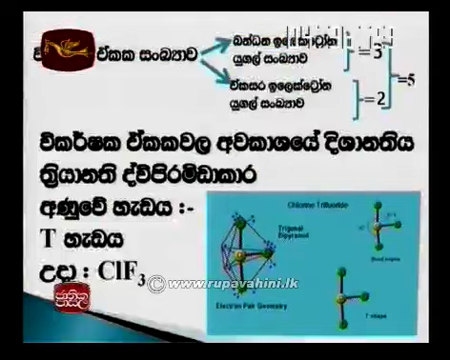 ඒකක සංඛ්‍යාව
බන්ධන ඉලෙක්ට්‍රෝන
යුගල් සංඛ්‍යාව
=3
=5
ඒකසර ඉලෙක්ට්‍රෝන
යුගල් සංඛ්‍යාව
=2
විකර්ෂක ඒකකවල අවකාශයේ දිශානතිය
ත්‍රියානති ද්විපිරමිඩාකාර
අණුවේ හැඩය :-
T හැඩය
උදා : ClF₃
Chlorine Trifluoride
Trigonal
Bipyramid
Electron Pair Geometry
T shape
© www.rupavahini.lk